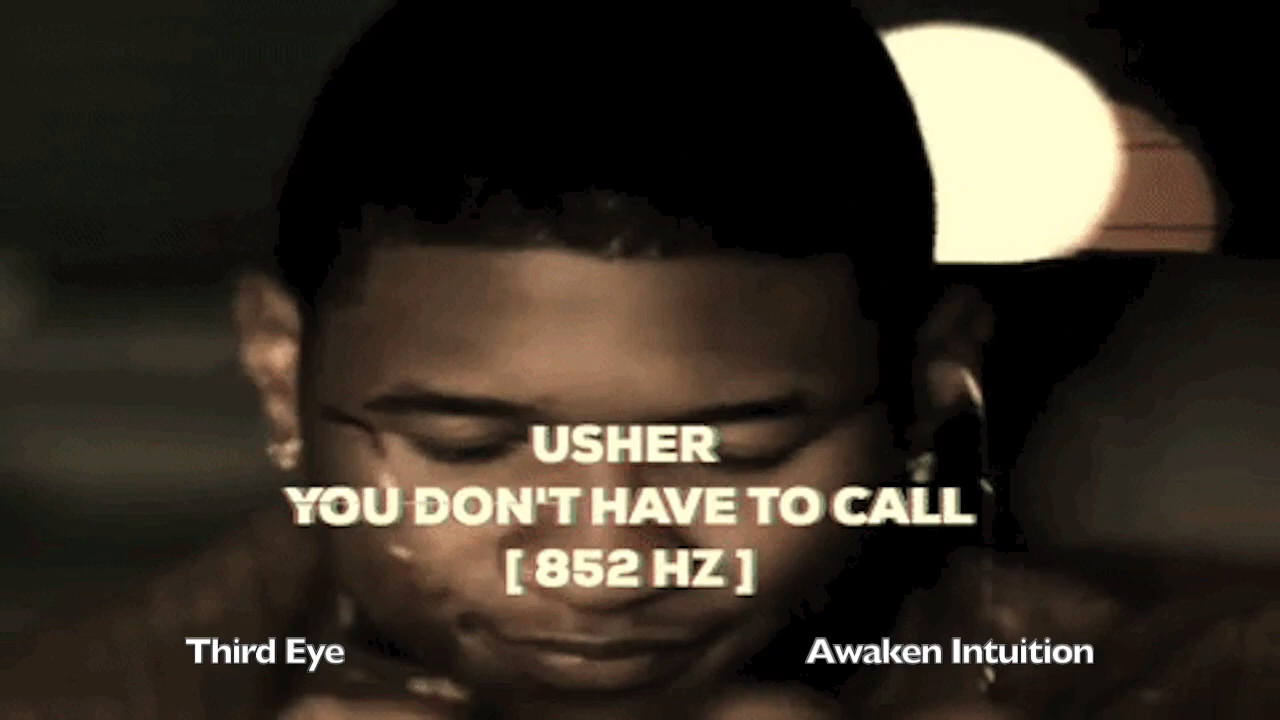 USHER
YOU DON'T HAVE TO CALL
[ 852 HZ ]
Third Eye
Awaken Intuition